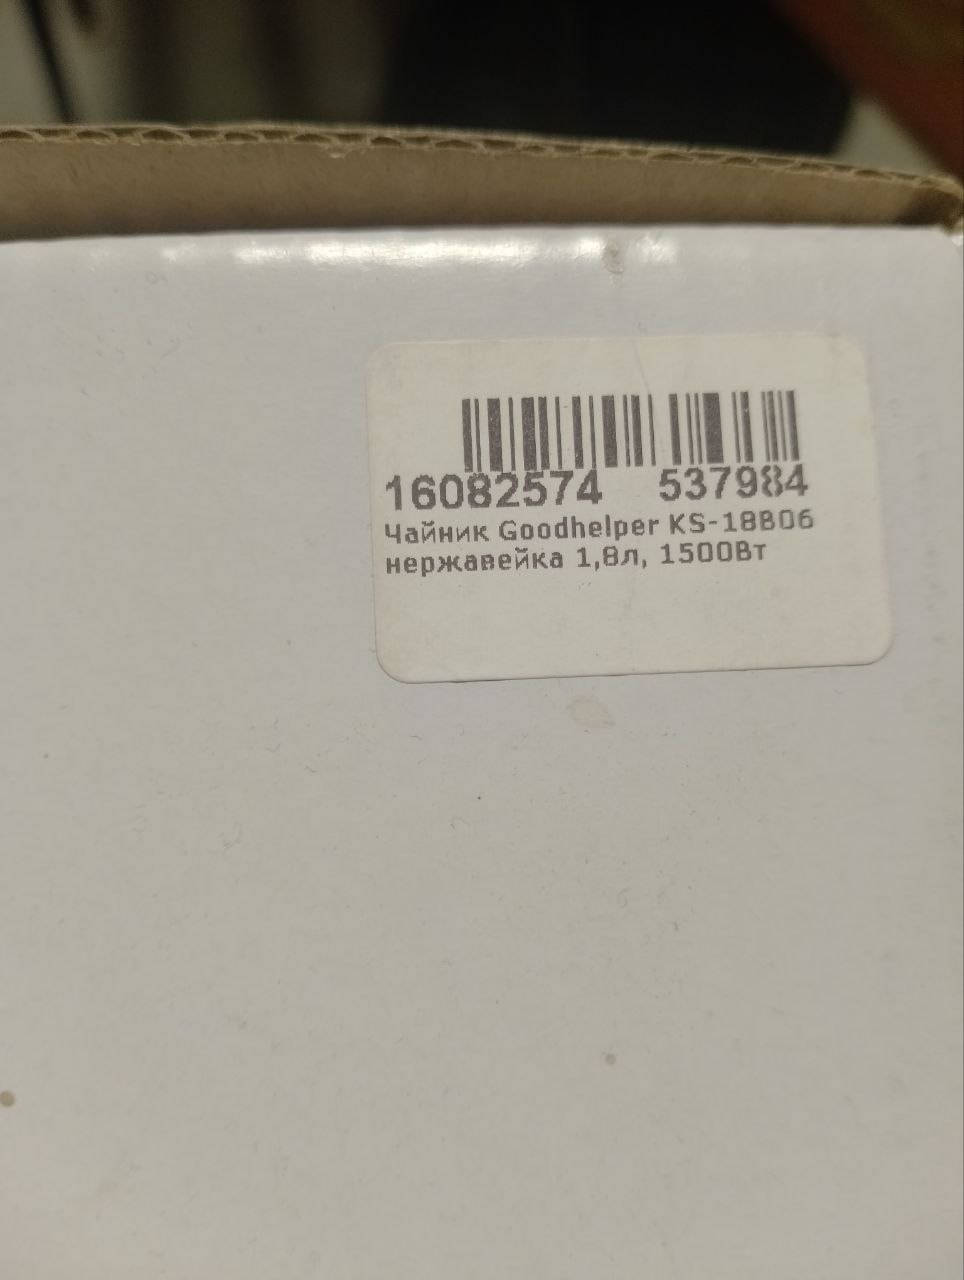 16082574 537984
Чайник Goodhelper KS-18B06
нержавейка 1,8л, 1500Вт